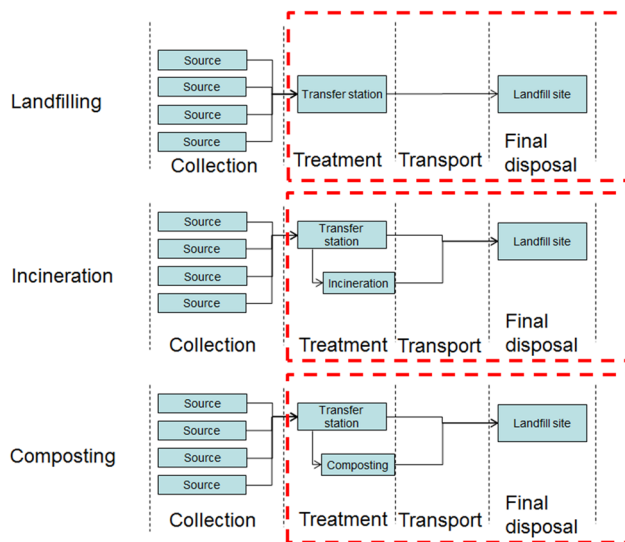 Landfilling
Source
Source
Source
Source
Collection
Transfer station
Treatment
Transport
Landfill site
Final
disposal
Incineration
Source
Source
Source
Source
Collection
Transfer
station
Incineration
Treatment
Transport
Landfill site
Final
disposal
Composting
Source
Source
Source
Source
Collection
Transfer
station
Composting
Treatment
Transport
Landfill site
Final
disposal